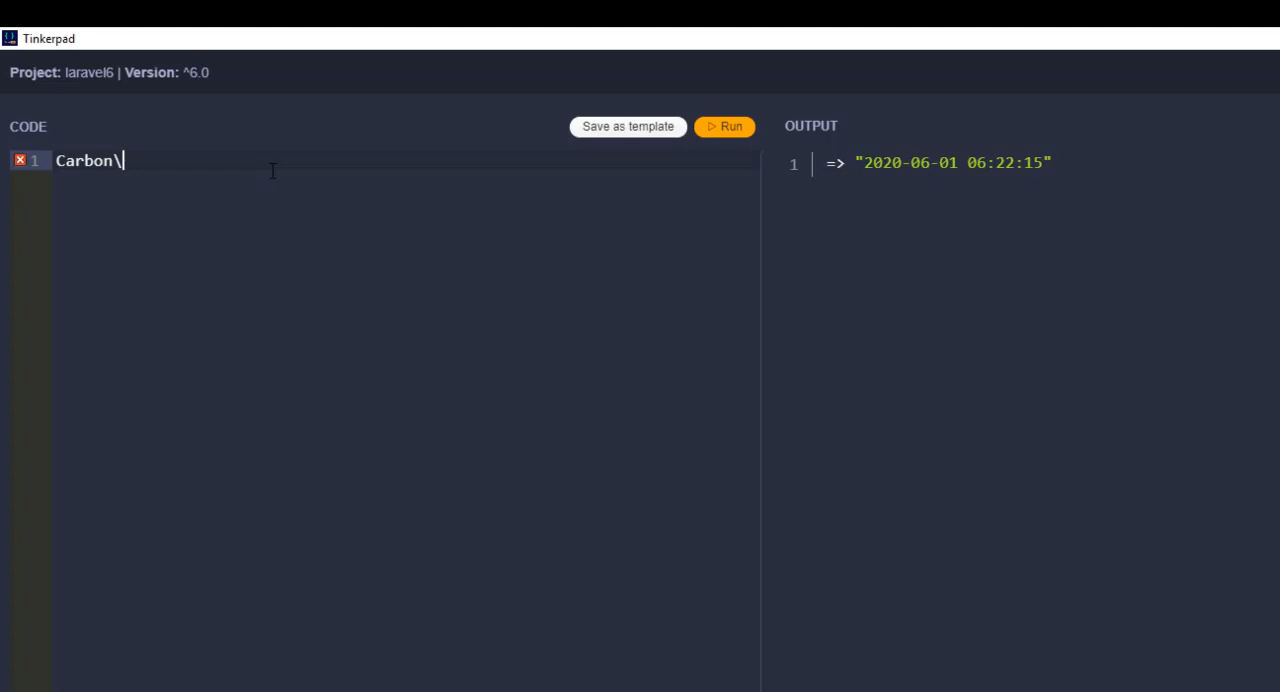 Tinkerpad
Project: laravel6 | Version: ^6.0
CODE
Save as template
Run
OUTPUT
1 Carbon\
1 => "2020-06-01 06:22:15"